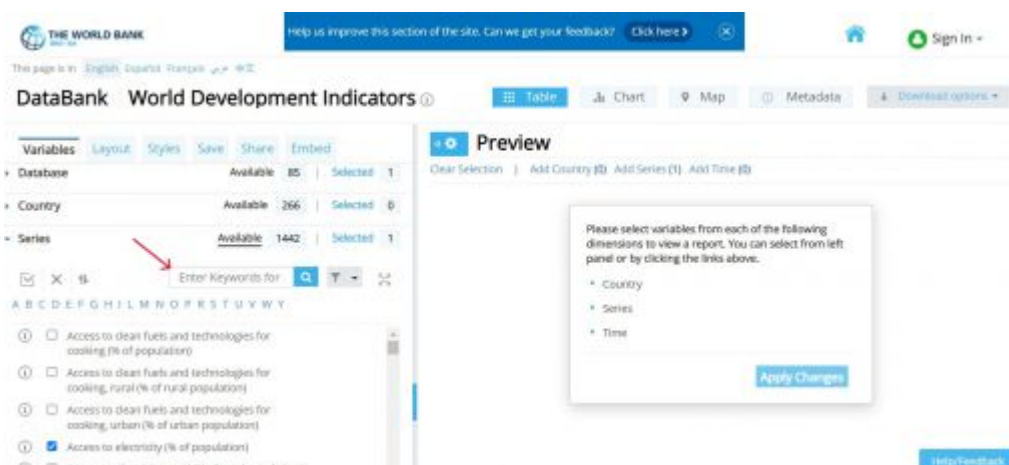 THE WORLD BANK
Help us improve this section of the site. Can we get your feedback? Click here
Sign In
This page is in English Español Français عربي 中文
DataBank World Development Indicators
Table Chart Map Metadata Download options
Variables Layout Styles Save Share Embed
Database Available 85 | Selected 1
Country Available 266 | Selected 0
Series Available 1442 | Selected 1
Enter Keywords for
A B C D E F G H I L M N O P R S T U V W Y
Access to clean fuels and technologies for
cooking (% of population)
Access to clean fuels and technologies for
cooking, rural (% of rural population)
Access to clean fuels and technologies for
cooking, urban (% of urban population)
Access to electricity (% of population)
Preview
Clear Selection | Add Country (0) Add Series (1) Add Time (0)
Please select variables from each of the following
dimensions to view a report. You can select from left
panel or by clicking the links above.
Country
Series
Time
Apply Changes
Help/Feedback